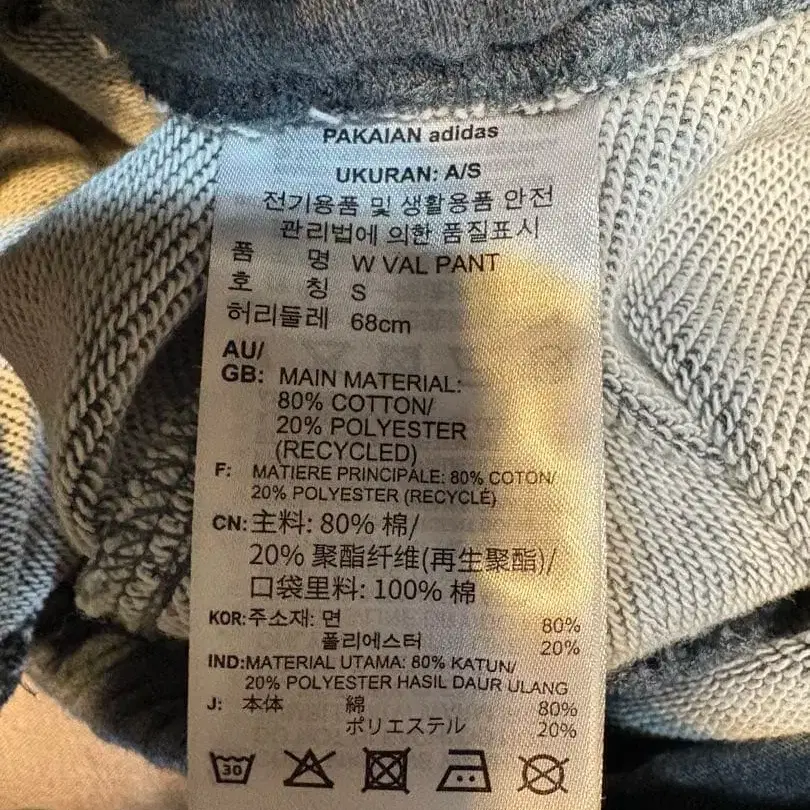 PAKAIAN adidas
UKURAN: A/S
전기용품 및 생활용품 안전
관리법에 의한 품질표시
품 명 W VAL PANT
호 칭 S
허리둘레 68cm
AU/
GB: MAIN MATERIAL:
80% COTTON/
20% POLYESTER
(RECYCLED)
F: MATIERE PRINCIPALE: 80% COTON/
20% POLYESTER (RECYCLÉ)
CN: 主料: 80% 棉/
20% 聚酯纤维(再生聚酯)/
口袋里料: 100% 棉
KOR: 주소재: 면 80%
폴리에스터 20%
IND:MATERIAL UTAMA: 80% KATUN/
20% POLYESTER HASIL DAUR ULANG
J: 本体 綿 80%
ポリエステル 20%
30